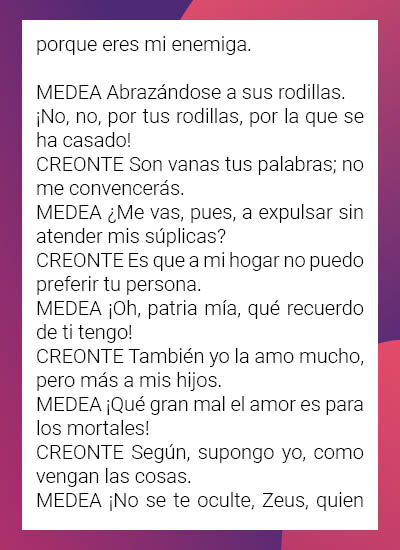 porque eres mi enemiga.
MEDEA Abrazándose a sus rodillas.
¡No, no, por tus rodillas, por la que se
ha casado!
CREONTE Son vanas tus palabras; no
me convencerás.
MEDEA ¿Me vas, pues, a expulsar sin
atender mis súplicas?
CREONTE Es que a mi hogar no puedo
preferir tu persona.
MEDEA ¡Oh, patria mía, qué recuerdo
de ti tengo!
CREONTE También yo la amo mucho,
pero más a mis hijos.
MEDEA ¡Qué gran mal el amor es para
los mortales!
CREONTE Según, supongo yo, como
vengan las cosas.
MEDEA ¡No se te oculte, Zeus, quien